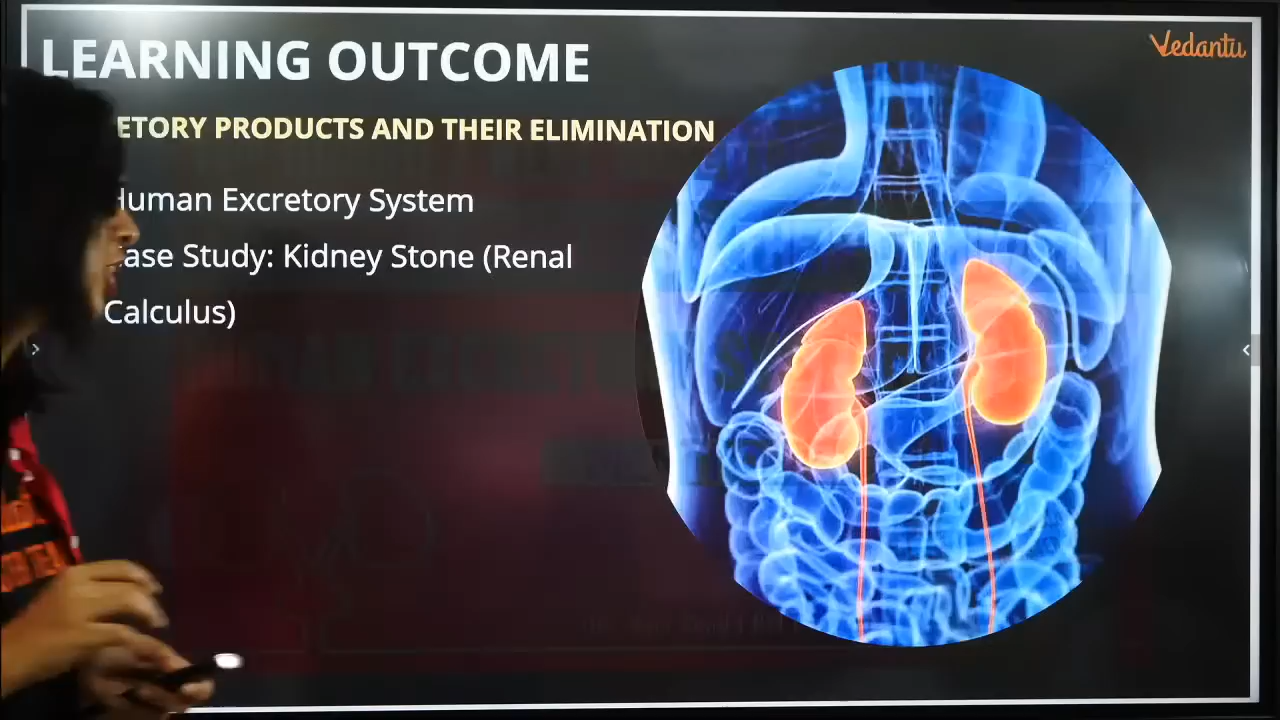 LEARNING OUTCOME
Vedantu
ETORY PRODUCTS AND THEIR ELIMINATION
Human Excretory System
ase Study: Kidney Stone (Renal
Calculus)